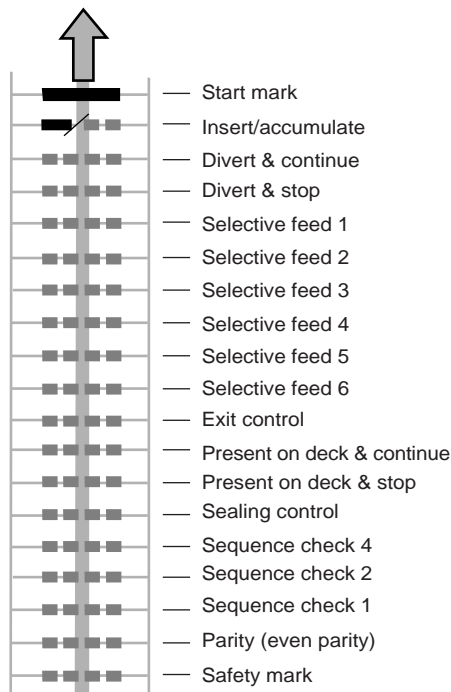 Start mark
Insert/accumulate
Divert & continue
Divert & stop
Selective feed 1
Selective feed 2
Selective feed 3
Selective feed 4
Selective feed 5
Selective feed 6
Exit control
Present on deck & continue
Present on deck & stop
Sealing control
Sequence check 4
Sequence check 2
Sequence check 1
Parity (even parity)
Safety mark